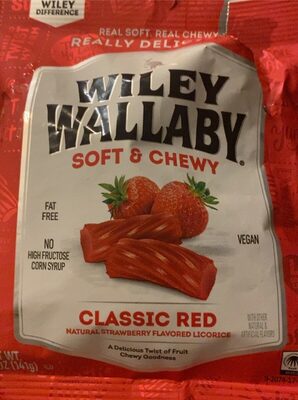 WILEY
DIFFERENCE
REAL SOFT. REAL CHEWY
REALLY
WILEY
WALLABY®
SOFT & CHEWY
FAT
FREE
NO
HIGH FRUCTOSE
CORN SYRUP
VEGAN
CLASSIC RED
NATURAL STRAWBERRY FLAVORED LICORICE
WITH OTHER
NATURAL &
ARTIFICIAL FLAVORS
A Delicious Twist of Fruit
Chewy Goodness
WT